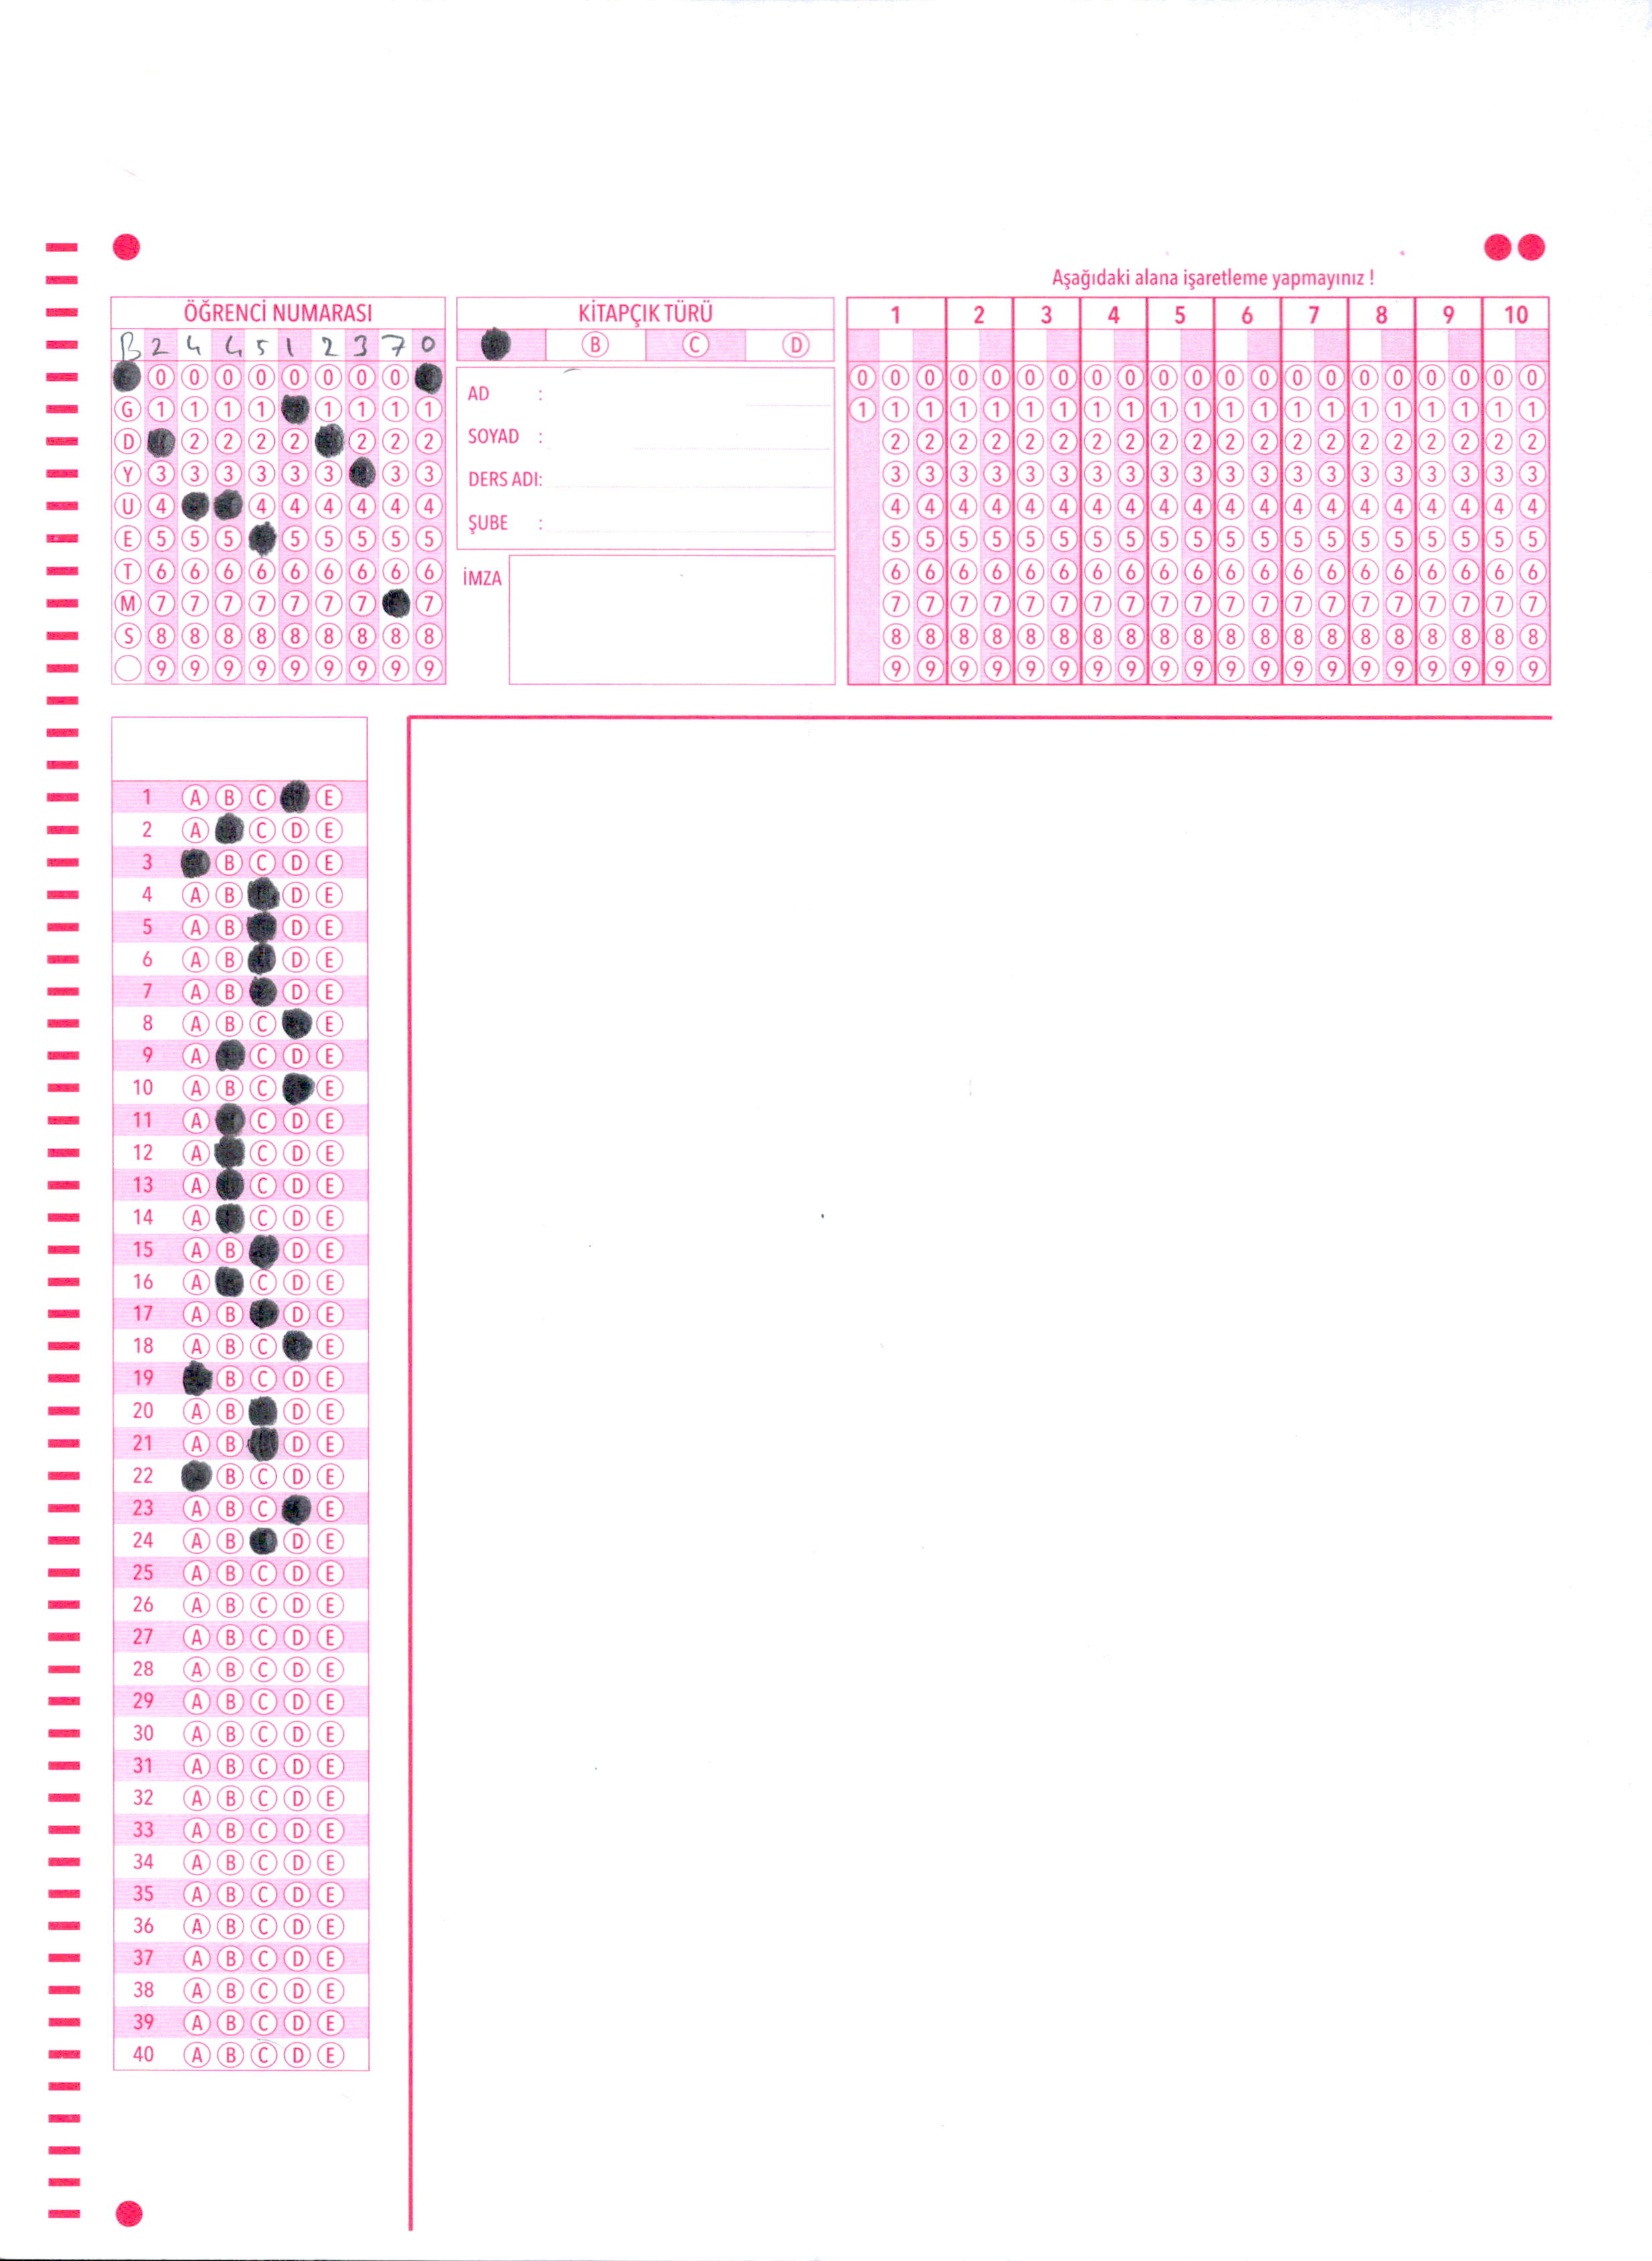 Aşağıdaki alana işaretleme yapmayınız !
ÖĞRENCİ NUMARASI
B 2 4 4 5 1 2 3 7 0
0 0 0 0 0 0 0 0
G 1 1 1 1 1 1 1 1
D 2 2 2 2 2 2 2
Y 3 3 3 3 3 3 3 3
U 4 4 4 4 4 4 4
E 5 5 5 5 5 5 5 5
T 6 6 6 6 6 6 6 6 6
M 7 7 7 7 7 7 7 7
S 8 8 8 8 8 8 8 8 8
9 9 9 9 9 9 9 9 9
KİTAPÇIK TÜRÜ
B C D
AD :
SOYAD :
DERS ADI:
ŞUBE :
İMZA
1 2 3 4 5 6 7 8 9 10
0 0 0 0 0 0 0 0 0 0 0 0 0 0 0 0 0 0 0 0 0
1 1 1 1 1 1 1 1 1 1 1 1 1 1 1 1 1 1 1 1 1
2 2 2 2 2 2 2 2 2 2 2 2 2 2 2 2 2 2 2 2
3 3 3 3 3 3 3 3 3 3 3 3 3 3 3 3 3 3 3 3
4 4 4 4 4 4 4 4 4 4 4 4 4 4 4 4 4 4 4 4
5 5 5 5 5 5 5 5 5 5 5 5 5 5 5 5 5 5 5 5
6 6 6 6 6 6 6 6 6 6 6 6 6 6 6 6 6 6 6 6
7 7 7 7 7 7 7 7 7 7 7 7 7 7 7 7 7 7 7 7
8 8 8 8 8 8 8 8 8 8 8 8 8 8 8 8 8 8 8 8
9 9 9 9 9 9 9 9 9 9 9 9 9 9 9 9 9 9 9 9
1 A B C E
2 A C D E
3 B C D E
4 A B D E
5 A B D E
6 A B D E
7 A B D E
8 A B C E
9 A C D E
10 A B C E
11 A C D E
12 A C D E
13 A C D E
14 A C D E
15 A B D E
16 A C D E
17 A B D E
18 A B C E
19 B C D E
20 A B D E
21 A B D E
22 B C D E
23 A B C E
24 A B D E
25 A B C D E
26 A B C D E
27 A B C D E
28 A B C D E
29 A B C D E
30 A B C D E
31 A B C D E
32 A B C D E
33 A B C D E
34 A B C D E
35 A B C D E
36 A B C D E
37 A B C D E
38 A B C D E
39 A B C D E
40 A B C D E